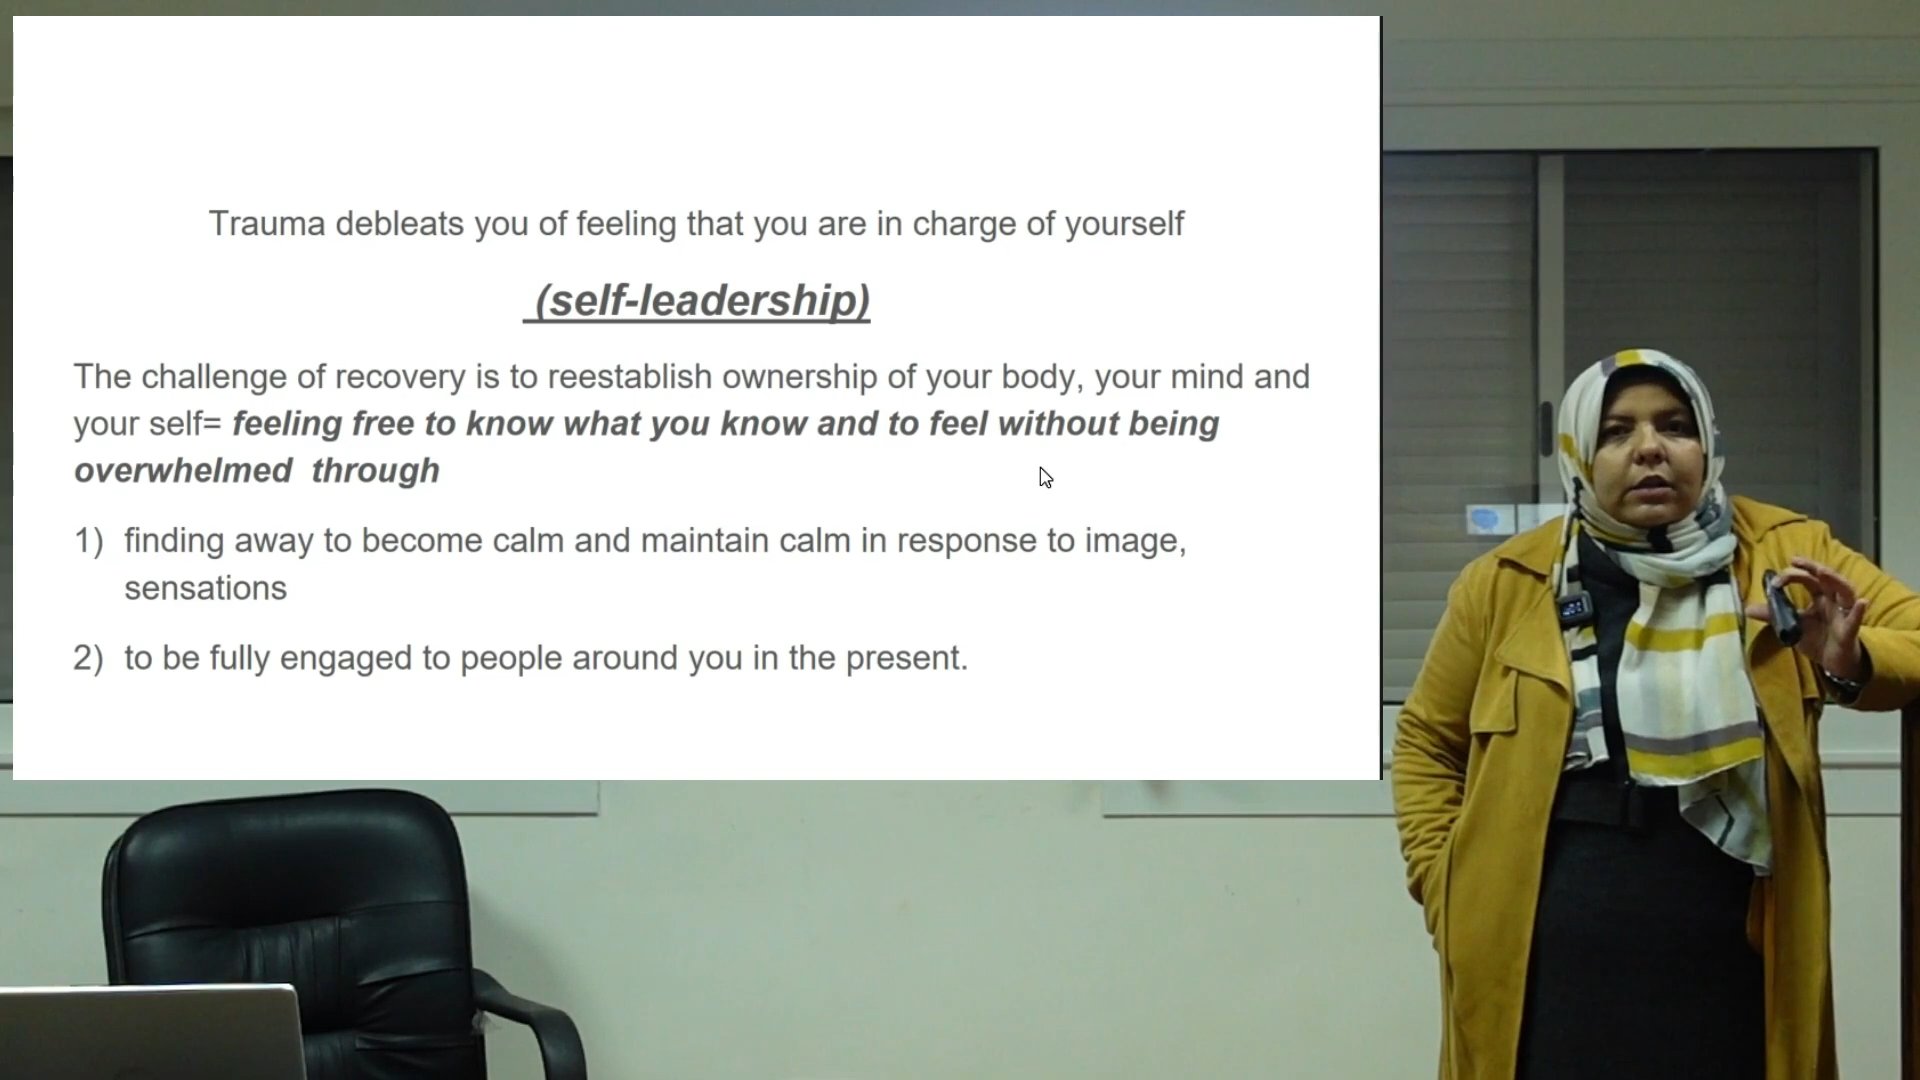 Trauma debleats you of feeling that you are in charge of yourself
(self-leadership)
The challenge of recovery is to reestablish ownership of your body, your mind and
your self= feeling free to know what you know and to feel without being
overwhelmed through
1) finding away to become calm and maintain calm in response to image,
sensations
2) to be fully engaged to people around you in the present.